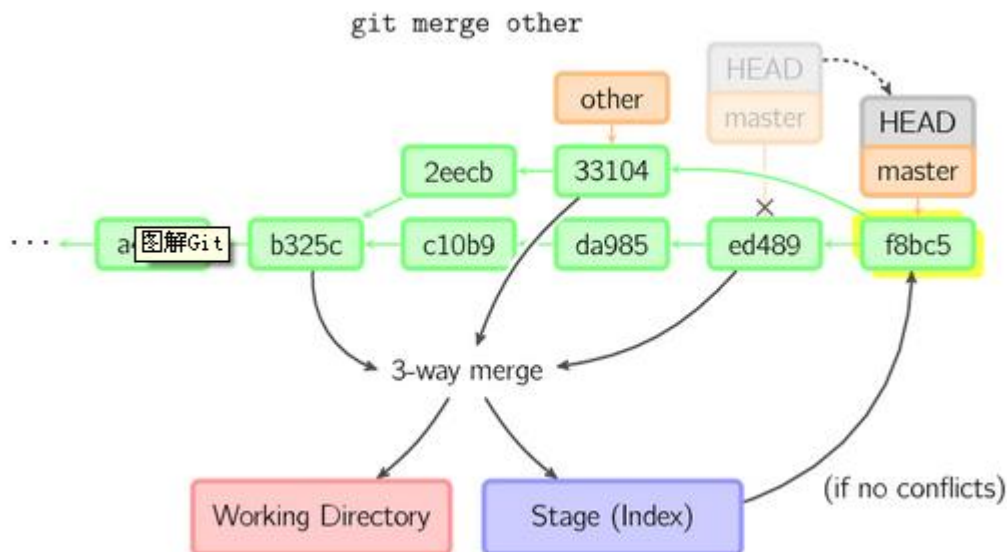 git merge other
HEAD
master
other
HEAD
master
2eecb
33104
...
图解Git
b325c
c10b9
da985
ed489
f8bc5
3-way merge
(if no conflicts)
Working Directory
Stage (Index)